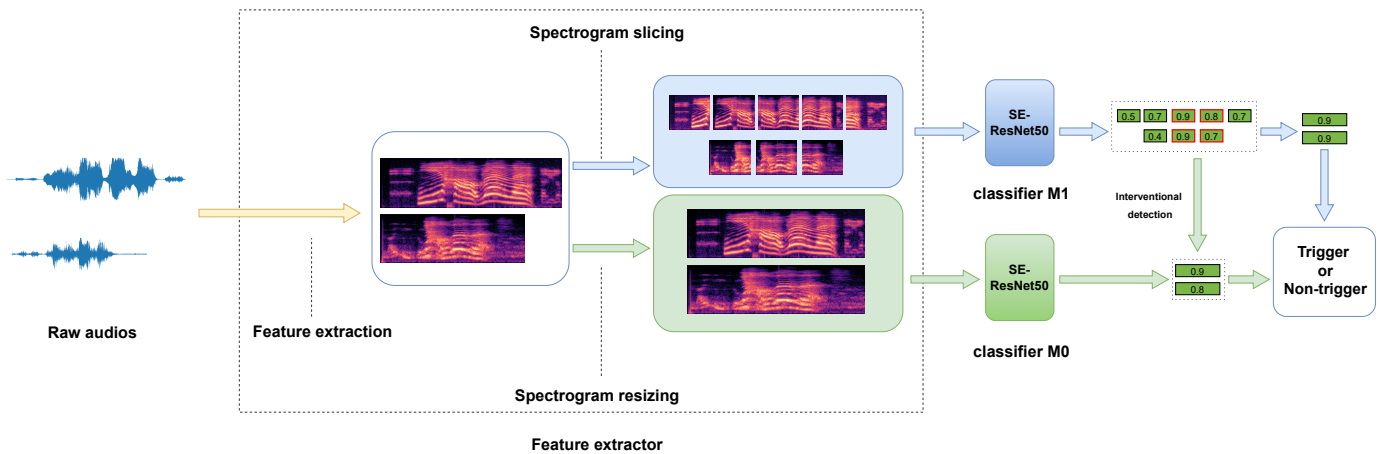 Spectrogram slicing
SE-
ResNet50
0.5 0.7 0.9 0.8 0.7
0.4 0.9 0.7
0.9
0.9
classifier M1
Interventional
detection
SE-
ResNet50
0.9
0.8
Trigger
or
Non-trigger
classifier M0
Raw audios
Feature extraction
Spectrogram resizing
Feature extractor